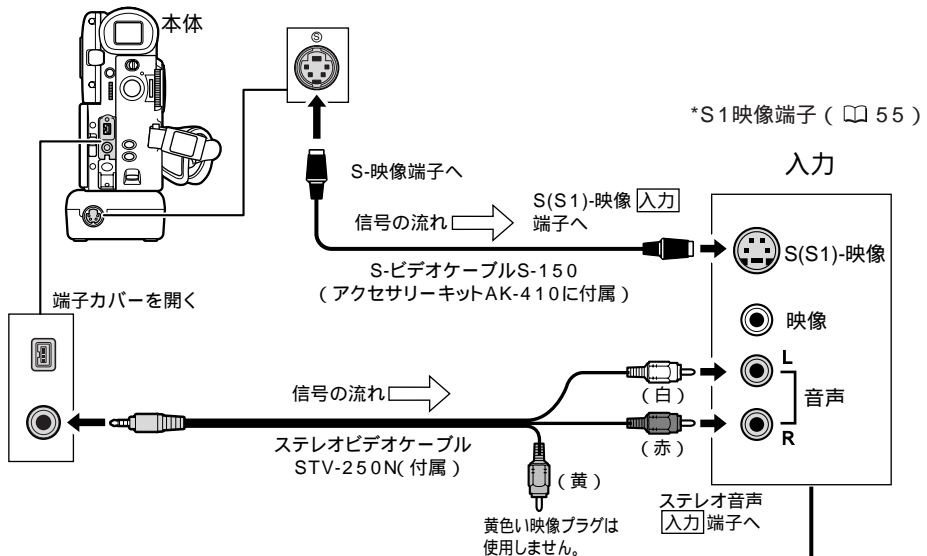 本体
S
*S1映像端子（ 55 ）
入力
S-映像端子へ
信号の流れ
S(S1)-映像 入力
端子へ
S(S1)-映像
S-ビデオケーブルS-150
（アクセサリーキットAK-410に付属）
端子カバーを開く
映像
信号の流れ
（白）
L
音声
R
（赤）
ステレオビデオケーブル
STV-250N(付属)
（黄）
黄色い映像プラグは
使用しません。
ステレオ音声
入力 端子へ